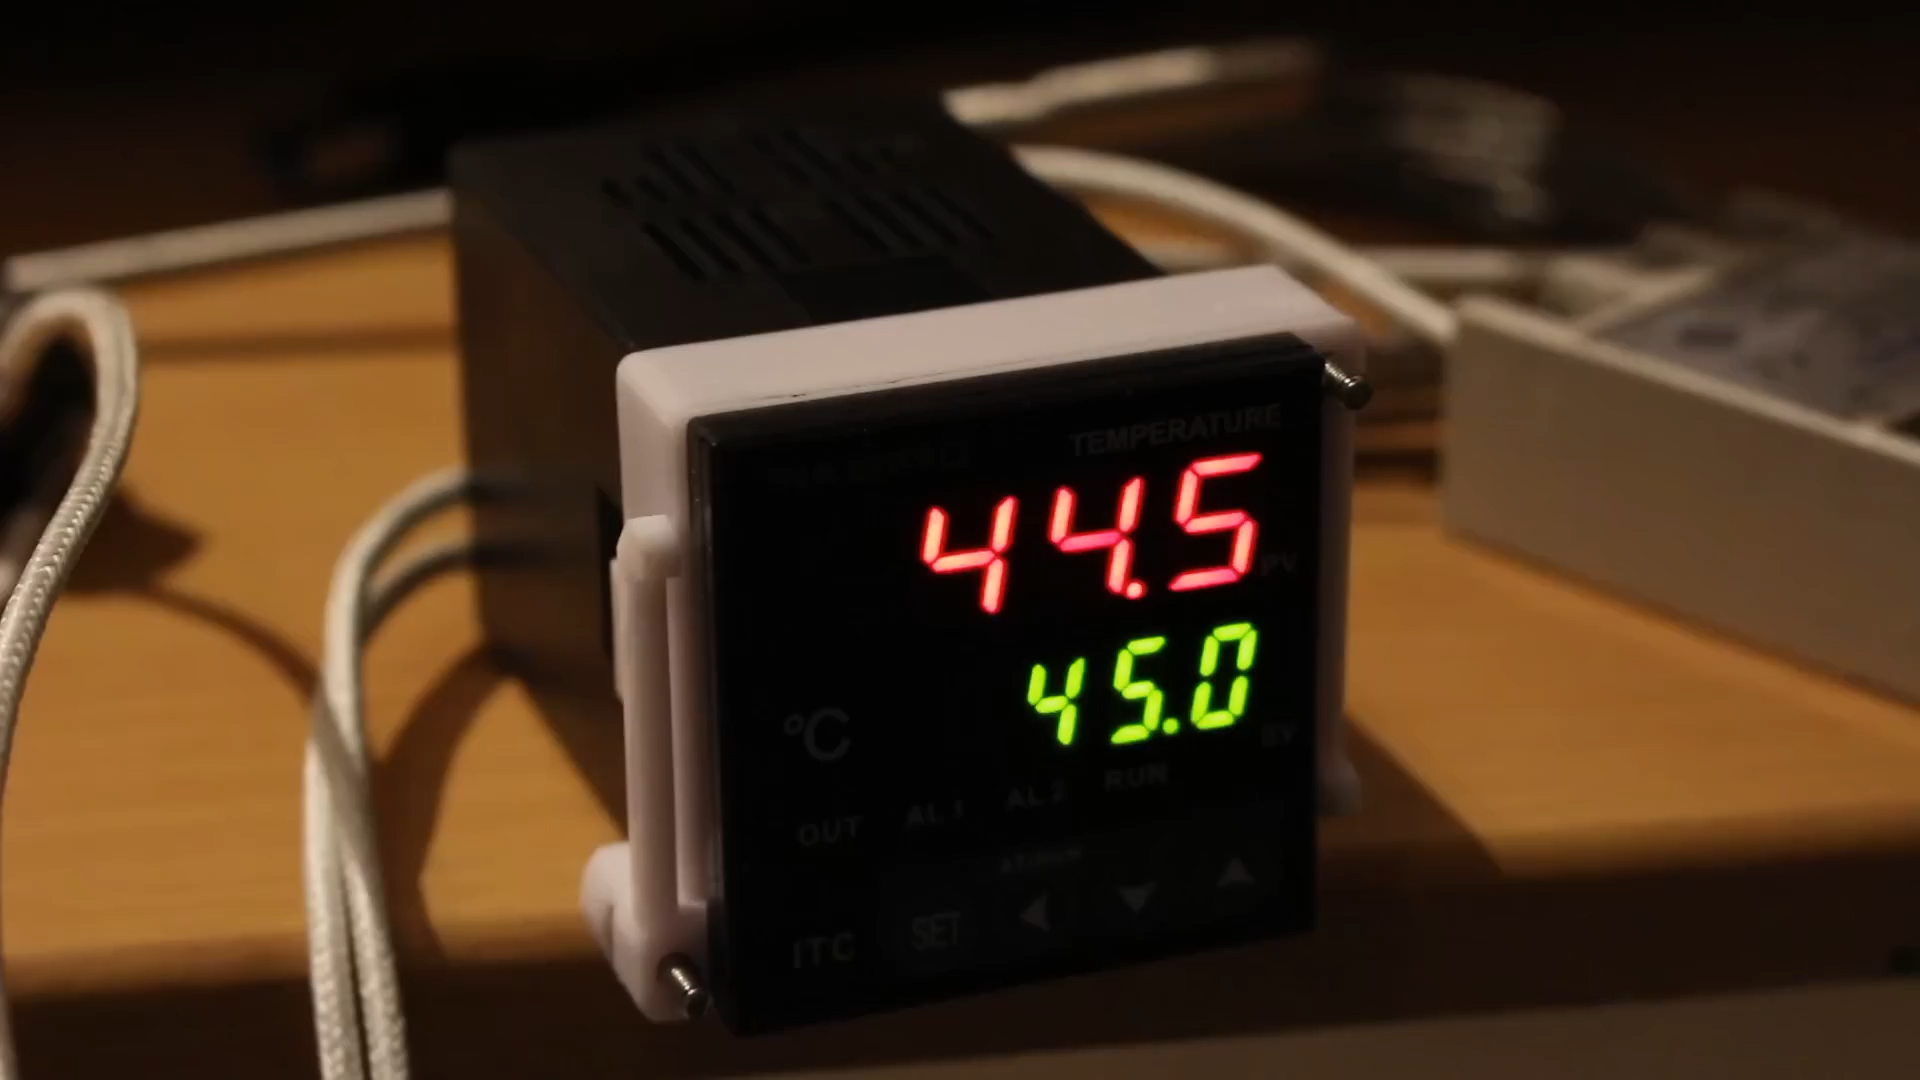 TEMPERATURE
44.5
PV
45.0
SV
°C
OUT AL1 AL2 RUN
ITC SET